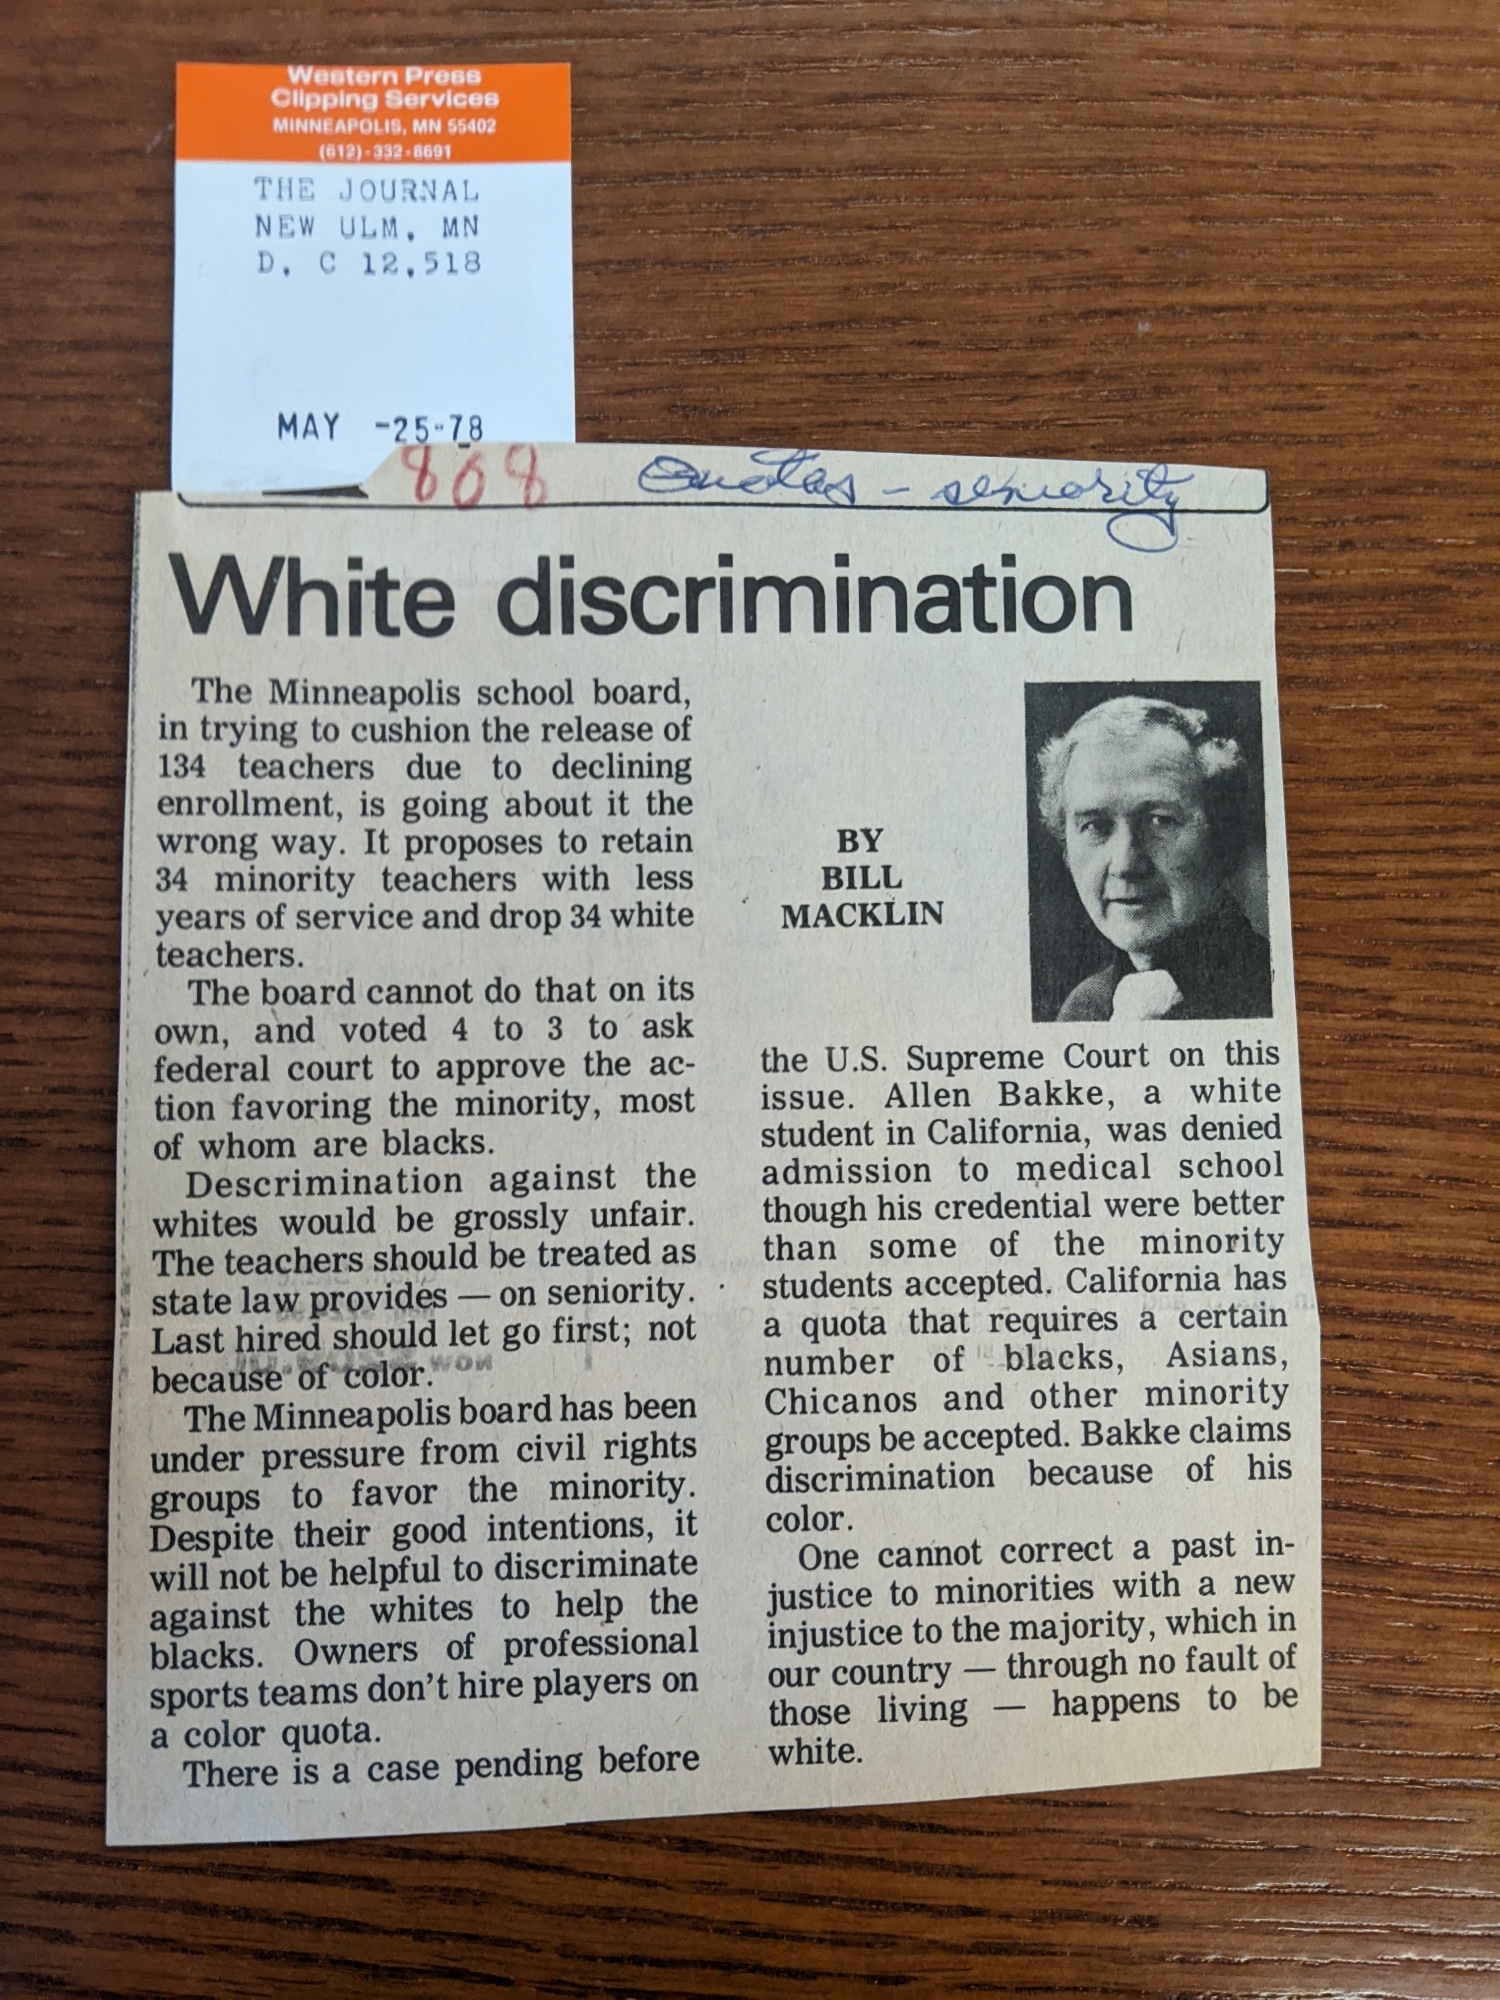 Western Press
Clipping Services
MINNEAPOLIS, MN 55402
(612)-332-8691
THE JOURNAL
NEW ULM, MN
D. C 12,518
MAY -25-78
868 Quotas - seniority
White discrimination
The Minneapolis school board,
in trying to cushion the release of
134 teachers due to declining
enrollment, is going about it the
wrong way. It proposes to retain
34 minority teachers with less
years of service and drop 34 white
teachers.
The board cannot do that on its
own, and voted 4 to 3 to ask
federal court to approve the ac-
tion favoring the minority, most
of whom are blacks.
Descrimination against the
whites would be grossly unfair.
The teachers should be treated as
state law provides — on seniority.
Last hired should let go first; not
because of color.
The Minneapolis board has been
under pressure from civil rights
groups to favor the minority.
Despite their good intentions, it
will not be helpful to discriminate
against the whites to help the
blacks. Owners of professional
sports teams don't hire players on
a color quota.
There is a case pending before
BY
BILL
MACKLIN
the U.S. Supreme Court on this
issue. Allen Bakke, a white
student in California, was denied
admission to medical school
though his credential were better
than some of the minority
students accepted. California has
a quota that requires a certain
number of blacks, Asians,
Chicanos and other minority
groups be accepted. Bakke claims
discrimination because of his
color.
One cannot correct a past in-
justice to minorities with a new
injustice to the majority, which in
our country — through no fault of
those living — happens to be
white.